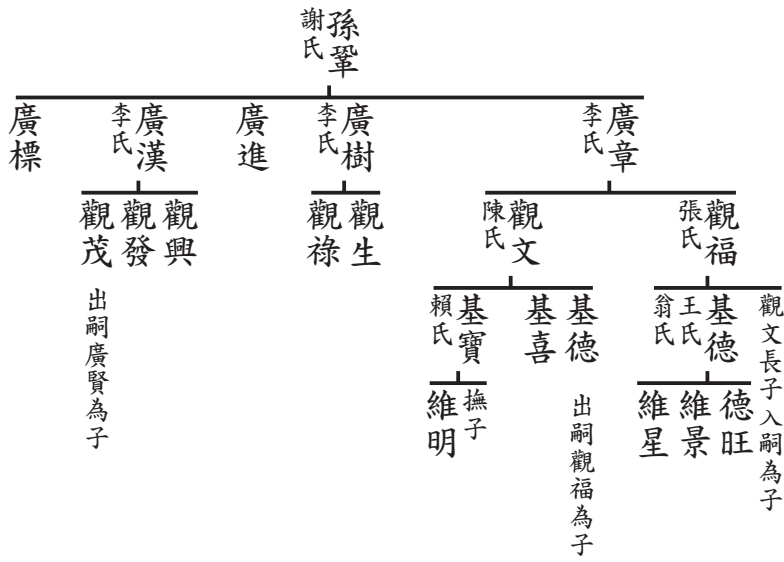 孫鞏
謝氏
廣章
李氏
廣樹
李氏
廣進
廣漢
李氏
廣標
觀福
張氏
觀文
陳氏
觀生
觀祿
觀興
觀發
觀茂
出嗣廣賢為子
觀文長子入嗣為子
基德
王氏
翁氏
基德
出嗣觀福為子
基喜
基寶
賴氏
德旺
維景
維星
撫子
維明